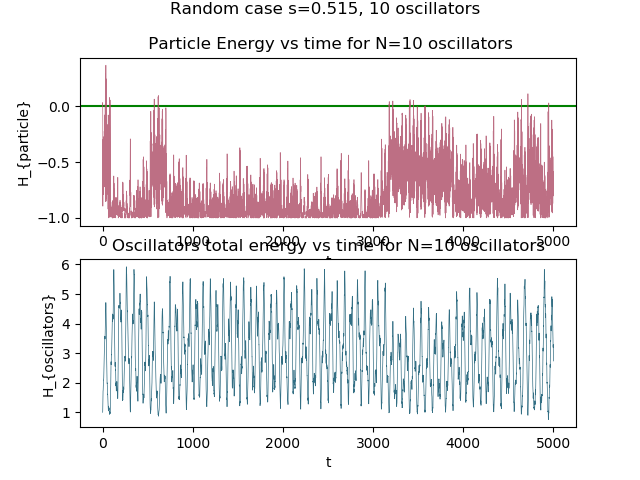 Random case s=0.515, 10 oscillators
Particle Energy vs time for N=10 oscillators
H_{particle}
0.0
−0.5
−1.0
0 1000 2000 3000 4000 5000
t
Oscillators total energy vs time for N=10 oscillators
H_{oscillators}
6
5
4
3
2
1
0 1000 2000 3000 4000 5000
t